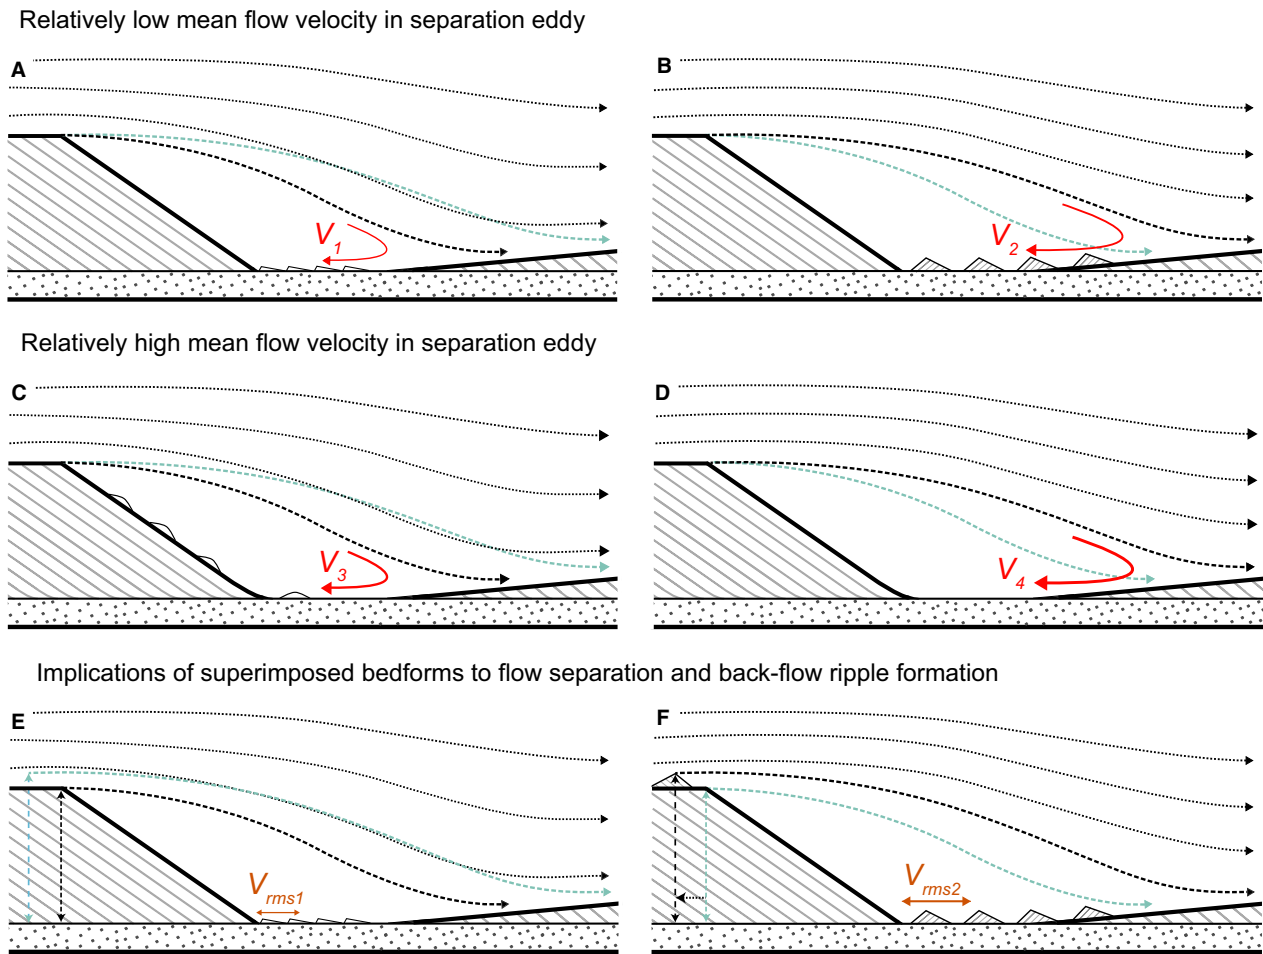 Relatively low mean flow velocity in separation eddy
A
B
V1
V2
Relatively high mean flow velocity in separation eddy
C
D
V3
V4
Implications of superimposed bedforms to flow separation and back-flow ripple formation
E
F
Vrms1
Vrms2